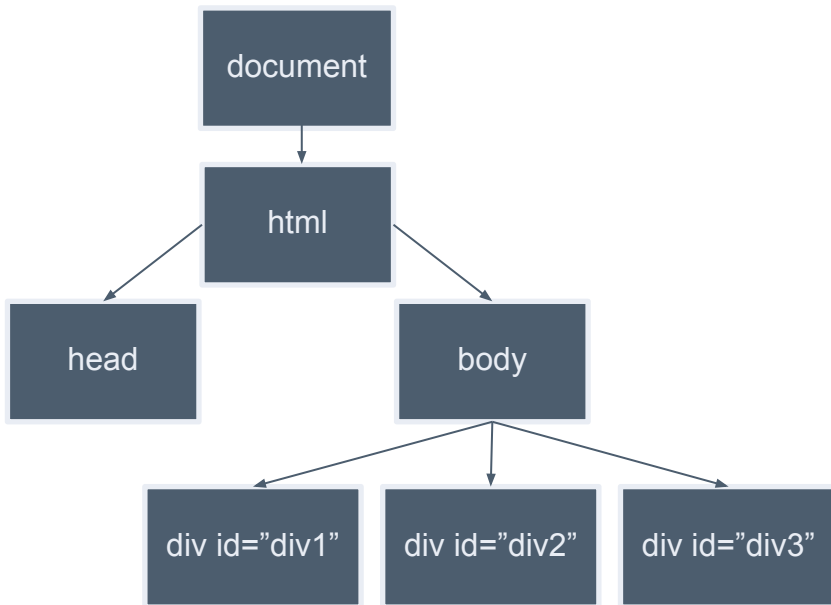 document
html
head
body
div id=”div1”
div id=”div2”
div id=”div3”